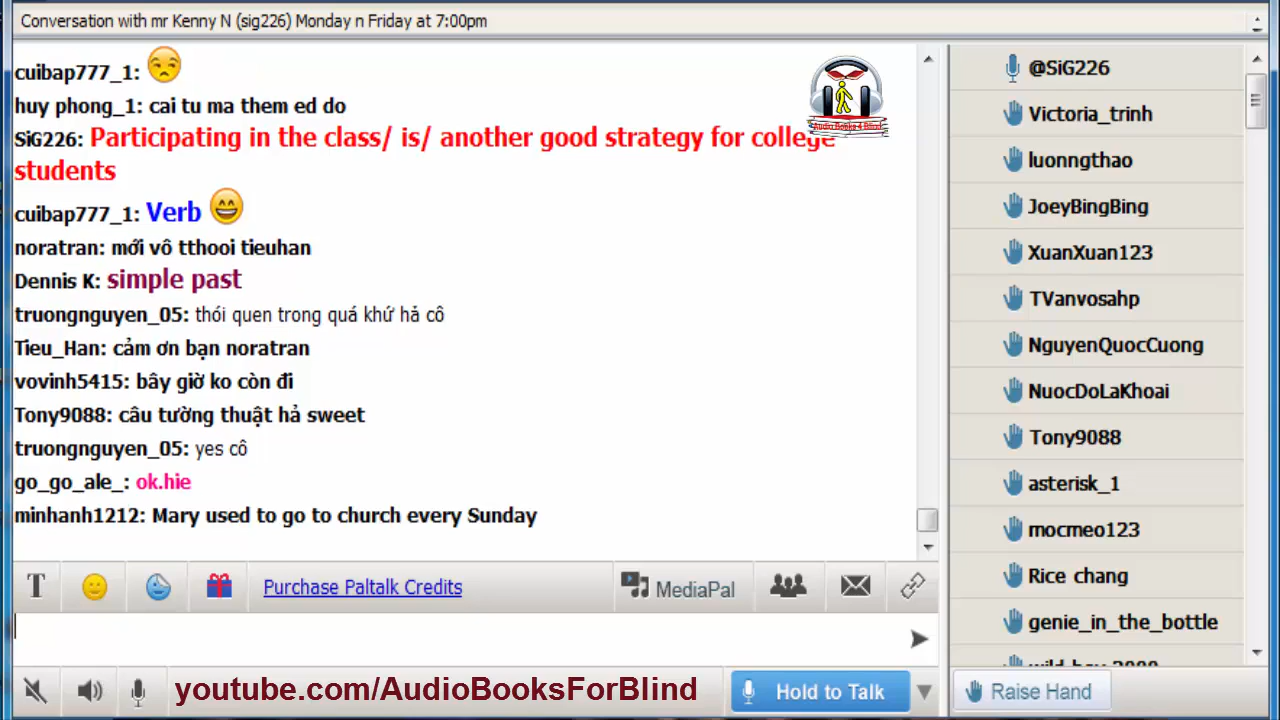 Conversation with mr Kenny N (sig226) Monday n Friday at 7:00pm
cuibap777_1:
huy phong_1: cai tu ma them ed do
SiG226: Participating in the class/ is/ another good strategy for college
students
cuibap777_1: Verb
noratran: mới vô tthooi tieuhan
Dennis K: simple past
truongnguyen_05: thói quen trong quá khứ hả cô
Tieu_Han: cảm ơn bạn noratran
vovinh5415: bây giờ ko còn đi
Tony9088: câu tường thuật hả sweet
truongnguyen_05: yes cô
go_go_ale_: ok.hie
minhanh1212: Mary used to go to church every Sunday
Audio Books 4 Blind
@SiG226
Victoria_trinh
luonngthao
JoeyBingBing
XuanXuan123
TVanvosahp
NguyenQuocCuong
NuocDoLaKhoai
Tony9088
asterisk_1
mocmeo123
Rice chang
genie_in_the_bottle
T
Purchase Paltalk Credits
MediaPal
youtube.com/AudioBooksForBlind
Hold to Talk
Raise Hand